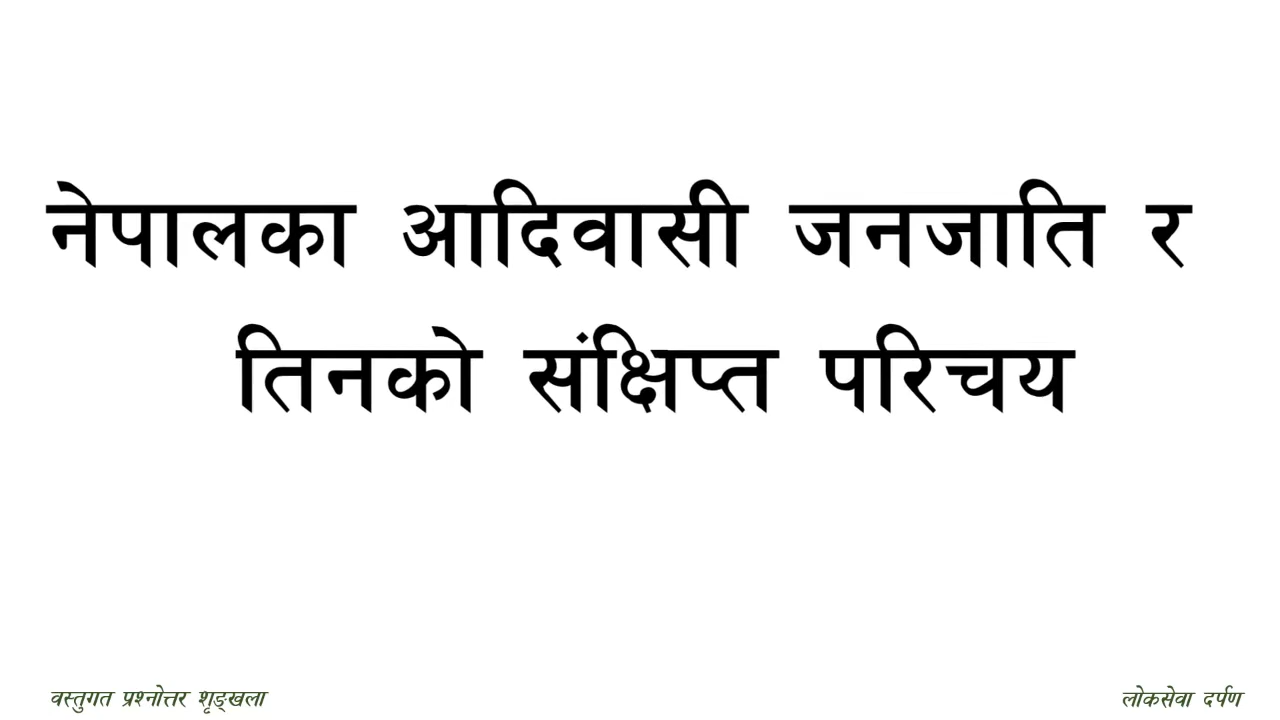 नेपालका आदिवासी जनजाति र
तिनको संक्षिप्त परिचय
वस्तुगत प्रश्नोत्तर शृङ्खला
लोकसेवा दर्पण